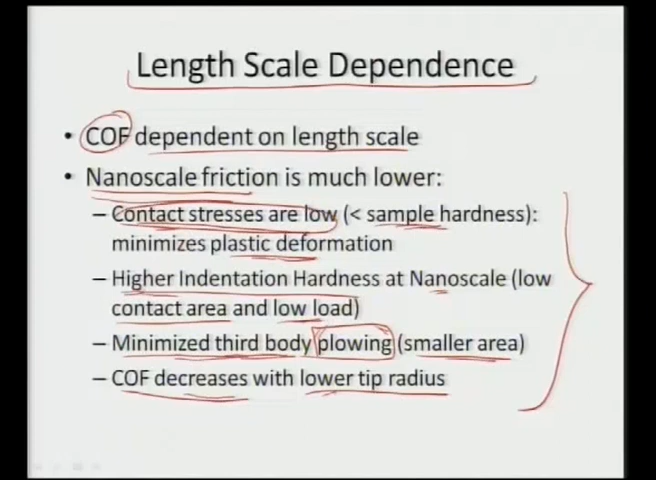 Length Scale Dependence
• COF dependent on length scale
• Nanoscale friction is much lower:
– Contact stresses are low (< sample hardness):
minimizes plastic deformation
– Higher Indentation Hardness at Nanoscale (low
contact area and low load)
– Minimized third body plowing (smaller area)
– COF decreases with lower tip radius